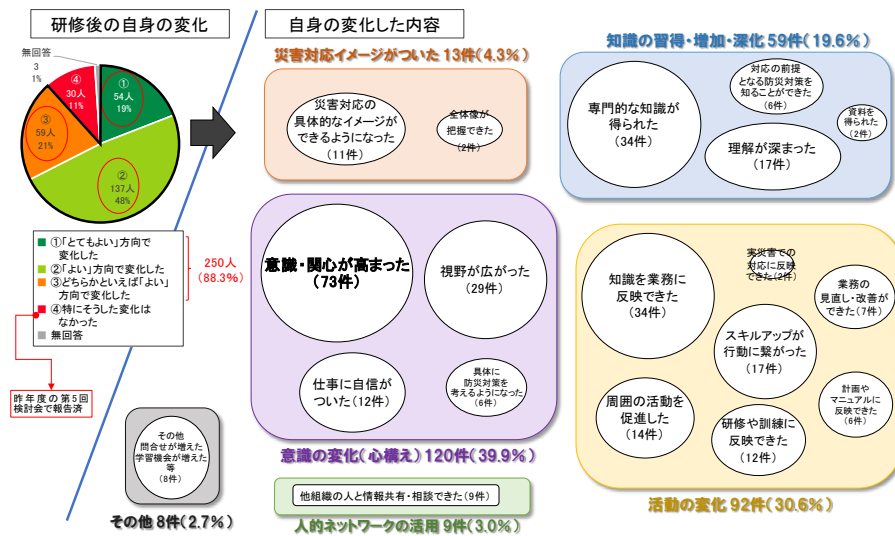 研修後の自身の変化
自身の変化した内容
無回答
3
1%
④
30人
11%
①
54人
19%
③
59人
21%
②
137人
48%
①「とてもよい」方向で
変化した
②「よい」方向で変化した
③どちらかといえば「よい」
方向で変化した
④特にそうした変化は
なかった
無回答
250人
(88.3%)
昨年度の第5回
検討会で報告済
災害対応イメージがついた 13件(4.3%)
災害対応の
具体的なイメージが
できるようになった
(11件)
全体像が
把握できた
(2件)
知識の習得・増加・深化 59件(19.6%)
専門的な知識が
得られた
(34件)
対応の前提
となる防災対策を
知ることができた
(6件)
資料を
得られた
(2件)
理解が深まった
(17件)
意識・関心が高まった
(73件)
視野が広がった
(29件)
仕事に自信が
ついた(12件)
具体に
防災対策を
考えるようになった
(6件)
意識の変化(心構え) 120件(39.9%)
知識を業務に
反映できた
(34件)
実災害での
対応に反映
できた(2件)
業務の
見直し・改善が
できた(7件)
スキルアップが
行動に繋がった
(17件)
周囲の活動を
促進した
(14件)
研修や訓練に
反映できた
(12件)
計画や
マニュアルに
反映できた
(6件)
活動の変化 92件(30.6%)
その他
問合せが増えた
学習機会が増えた
等
(8件)
その他 8件(2.7%)
他組織の人と情報共有・相談できた(9件)
人的ネットワークの活用 9件(3.0%)